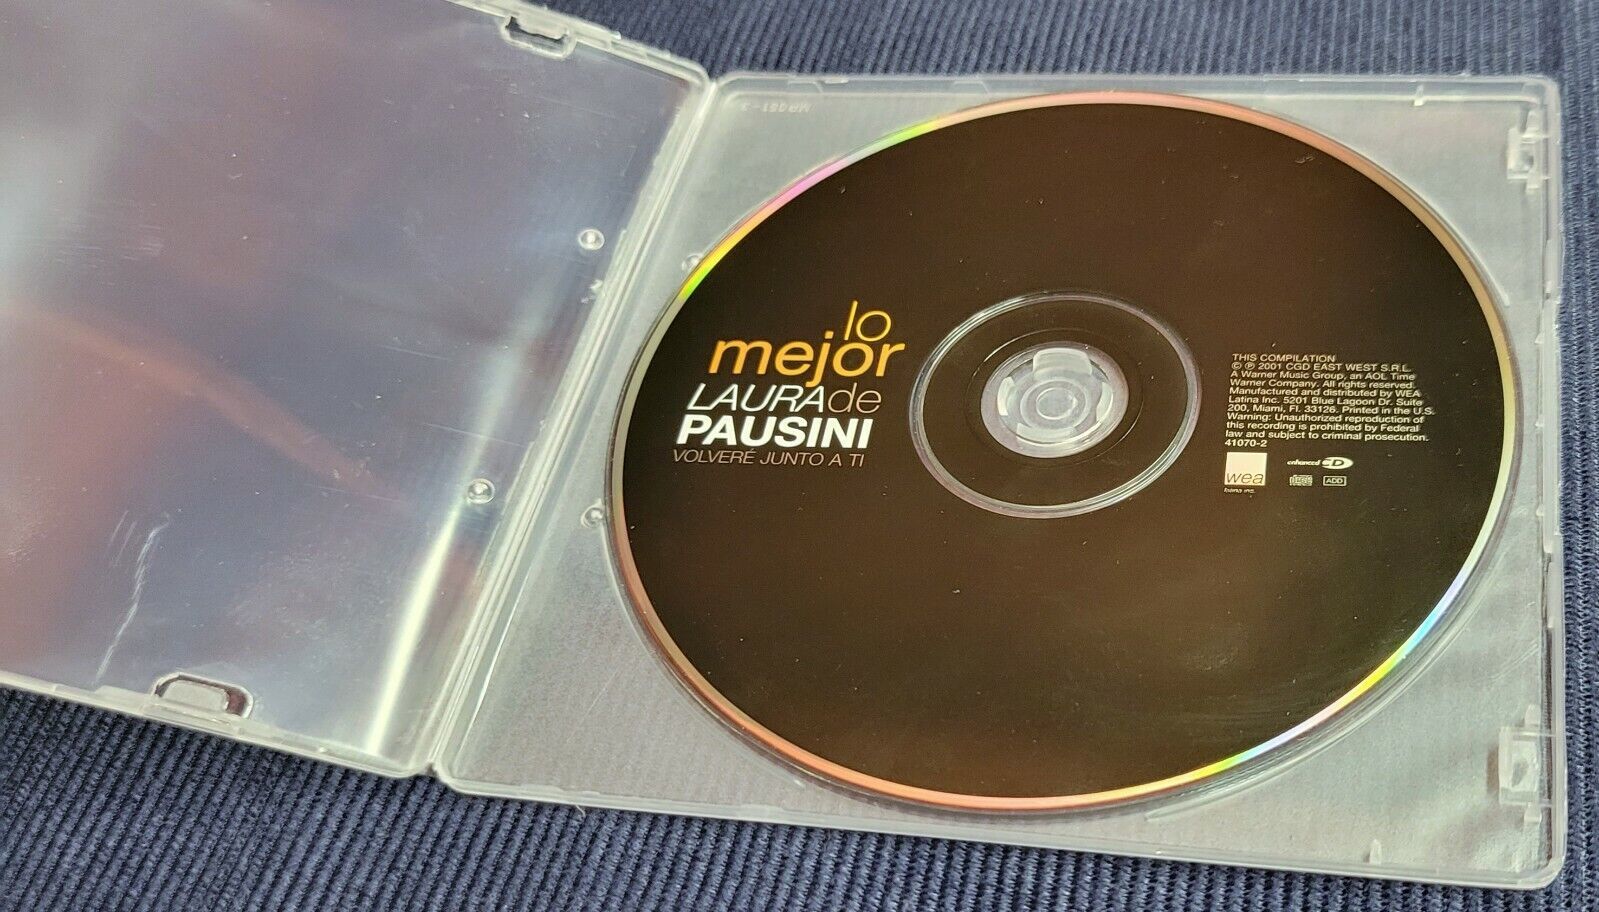 lo
mejor
LAURA de
PAUSINI
VOLVERÉ JUNTO A TI
THIS COMPILATION
© ℗ 2001 CGD EAST WEST S.R.L.
A Warner Music Group, an AOL Time
Warner Company. All rights reserved.
Manufactured and distributed by WEA
Latina Inc. 5201 Blue Lagoon Dr. Suite
200, Miami, Fl. 33126. Printed in the U.S.
Warning: Unauthorized reproduction of
this recording is prohibited by Federal
law and subject to criminal prosecution.
41070-2
wea
latina inc.
enhanced CD
ADD